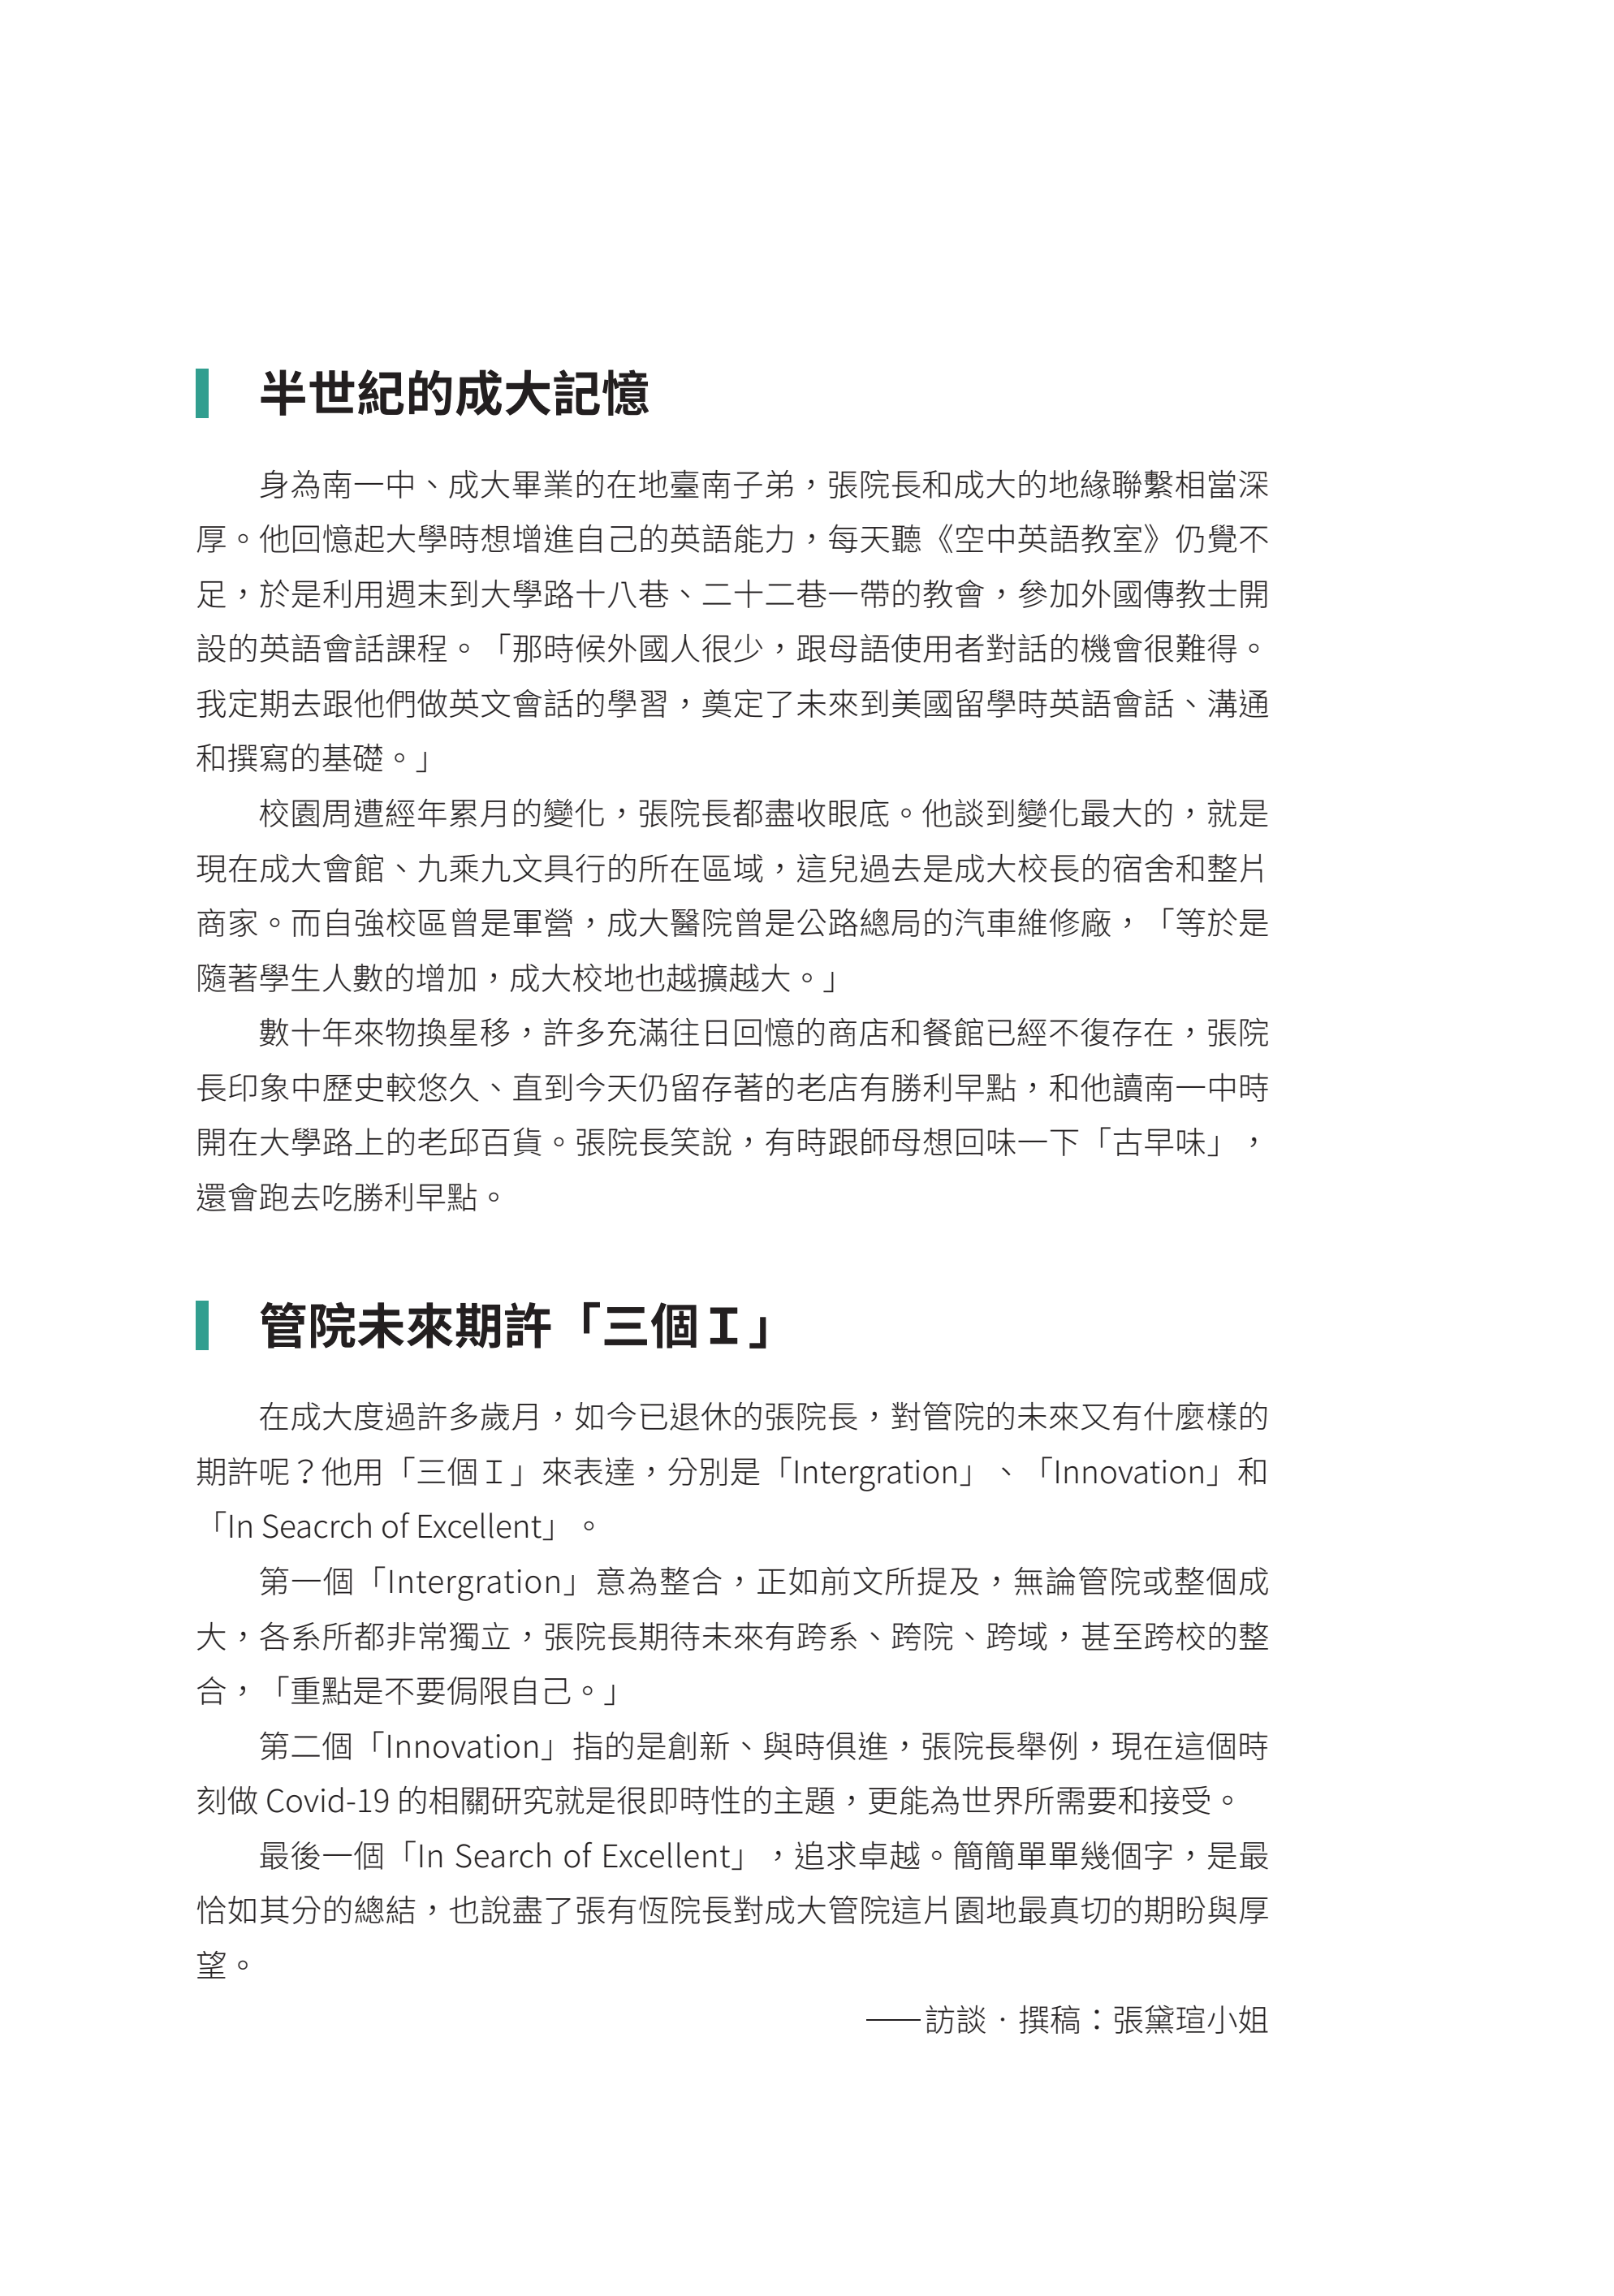 半世紀的成大記憶
身為南一中、成大畢業的在地臺南子弟，張院長和成大的地緣聯繫相當深
厚。他回憶起大學時想增進自己的英語能力，每天聽《空中英語教室》仍覺不
足，於是利用週末到大學路十八巷、二十二巷一帶的教會，參加外國傳教士開
設的英語會話課程。「那時候外國人很少，跟母語使用者對話的機會很難得。
我定期去跟他們做英文會話的學習，奠定了未來到美國留學時英語會話、溝通
和撰寫的基礎。」
校園周遭經年累月的變化，張院長都盡收眼底。他談到變化最大的，就是
現在成大會館、九乘九文具行的所在區域，這兒過去是成大校長的宿舍和整片
商家。而自強校區曾是軍營，成大醫院曾是公路總局的汽車維修廠，「等於是
隨著學生人數的增加，成大校地也越擴越大。」
數十年來物換星移，許多充滿往日回憶的商店和餐館已經不復存在，張院
長印象中歷史較悠久、直到今天仍留存著的老店有勝利早點，和他讀南一中時
開在大學路上的老邱百貨。張院長笑說，有時跟師母想回味一下「古早味」，
還會跑去吃勝利早點。
管院未來期許「三個Ｉ」
在成大度過許多歲月，如今已退休的張院長，對管院的未來又有什麼樣的
期許呢？他用「三個Ｉ」來表達，分別是「Intergration」、「Innovation」和
「In Seacrch of Excellent」。
第一個「Intergration」意為整合，正如前文所提及，無論管院或整個成
大，各系所都非常獨立，張院長期待未來有跨系、跨院、跨域，甚至跨校的整
合，「重點是不要侷限自己。」
第二個「Innovation」指的是創新、與時俱進，張院長舉例，現在這個時
刻做 Covid-19 的相關研究就是很即時性的主題，更能為世界所需要和接受。
最後一個「In Search of Excellent」，追求卓越。簡簡單單幾個字，是最
恰如其分的總結，也說盡了張有恆院長對成大管院這片園地最真切的期盼與厚
望。
——訪談．撰稿：張黛瑄小姐